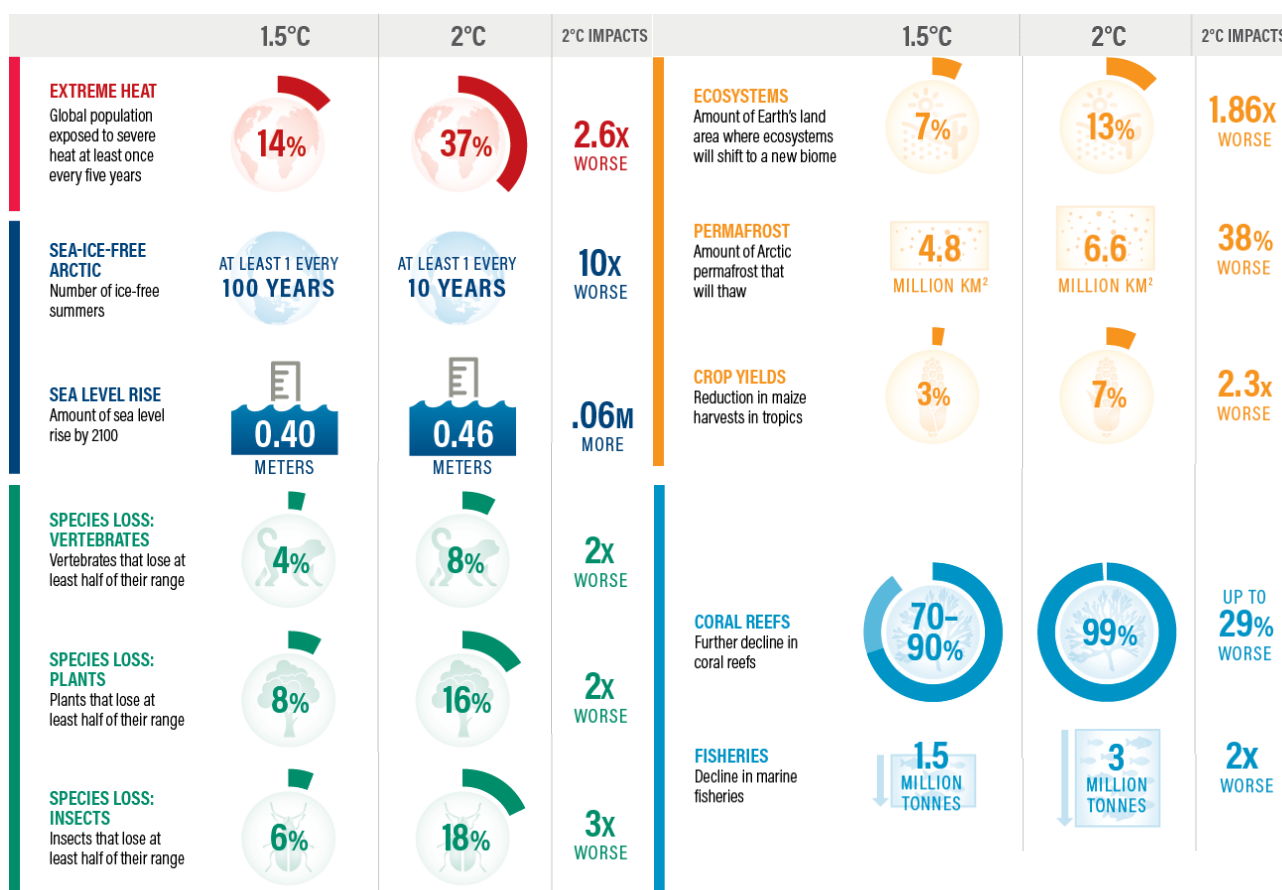 1.5°C
2°C
2°C IMPACTS
EXTREME HEAT
Global population
exposed to severe
heat at least once
every five years
14%
37%
2.6X
WORSE
SEA-ICE-FREE
ARCTIC
Number of ice-free
summers
AT LEAST 1 EVERY
100 YEARS
AT LEAST 1 EVERY
10 YEARS
10X
WORSE
SEA LEVEL RISE
Amount of sea level
rise by 2100
0.40
METERS
0.46
METERS
.06M
MORE
SPECIES LOSS:
VERTEBRATES
Vertebrates that lose at
least half of their range
4%
8%
2X
WORSE
SPECIES LOSS:
PLANTS
Plants that lose at
least half of their range
8%
16%
2X
WORSE
SPECIES LOSS:
INSECTS
Insects that lose at
least half of their range
6%
18%
3X
WORSE
1.5°C
2°C
2°C IMPACTS
ECOSYSTEMS
Amount of Earth's land
area where ecosystems
will shift to a new biome
7%
13%
1.86X
WORSE
PERMAFROST
Amount of Arctic
permafrost that
will thaw
4.8
MILLION KM²
6.6
MILLION KM²
38%
WORSE
CROP YIELDS
Reduction in maize
harvests in tropics
3%
7%
2.3X
WORSE
CORAL REEFS
Further decline in
coral reefs
70–
90%
99%
UP TO
29%
WORSE
FISHERIES
Decline in marine
fisheries
1.5
MILLION
TONNES
3
MILLION
TONNES
2X
WORSE